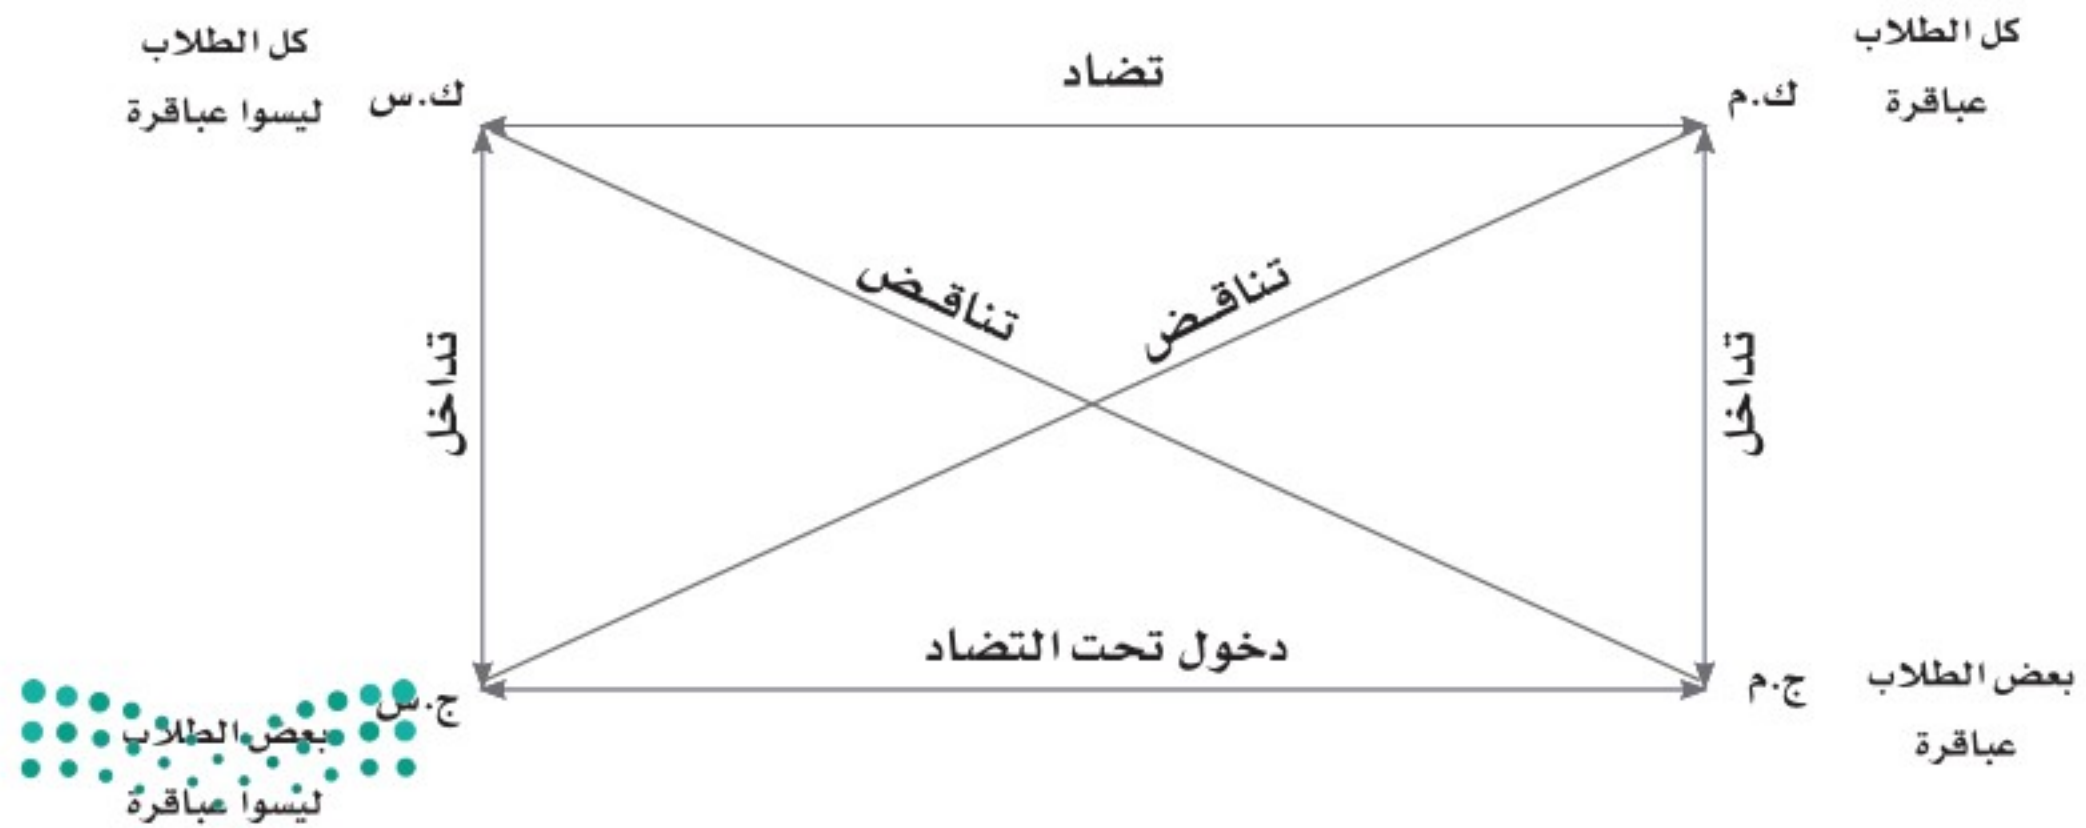 كل الطلاب
عباقرة
ك.م
تضاد
ك.س
كل الطلاب
ليسوا عباقرة
تناقض
تناقض
تداخل
تداخل
دخول تحت التضاد
بعض الطلاب
عباقرة
ج.م
ج.س
بعض الطلاب
ليسوا عباقرة